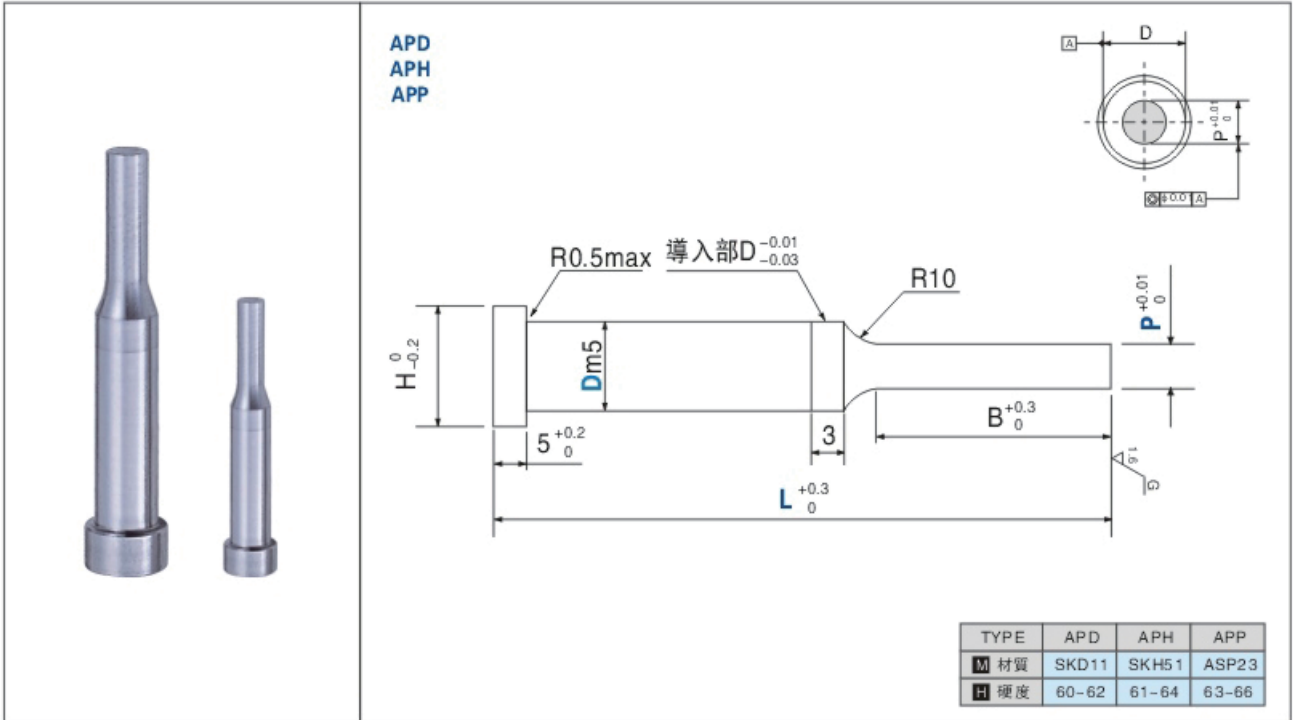 APD
APH
APP
A
D
P +0.01 0
◎ ϕ0.01 A
R0.5max
導入部D -0.01 -0.03
R10
P +0.01 0
H 0 -0.2
Dm5
5 +0.2 0
3
B +0.3 0
1.6
G
L +0.3 0
TYPE APD APH APP
M 材質 SKD11 SKH51 ASP23
H 硬度 60~62 61~64 63~66